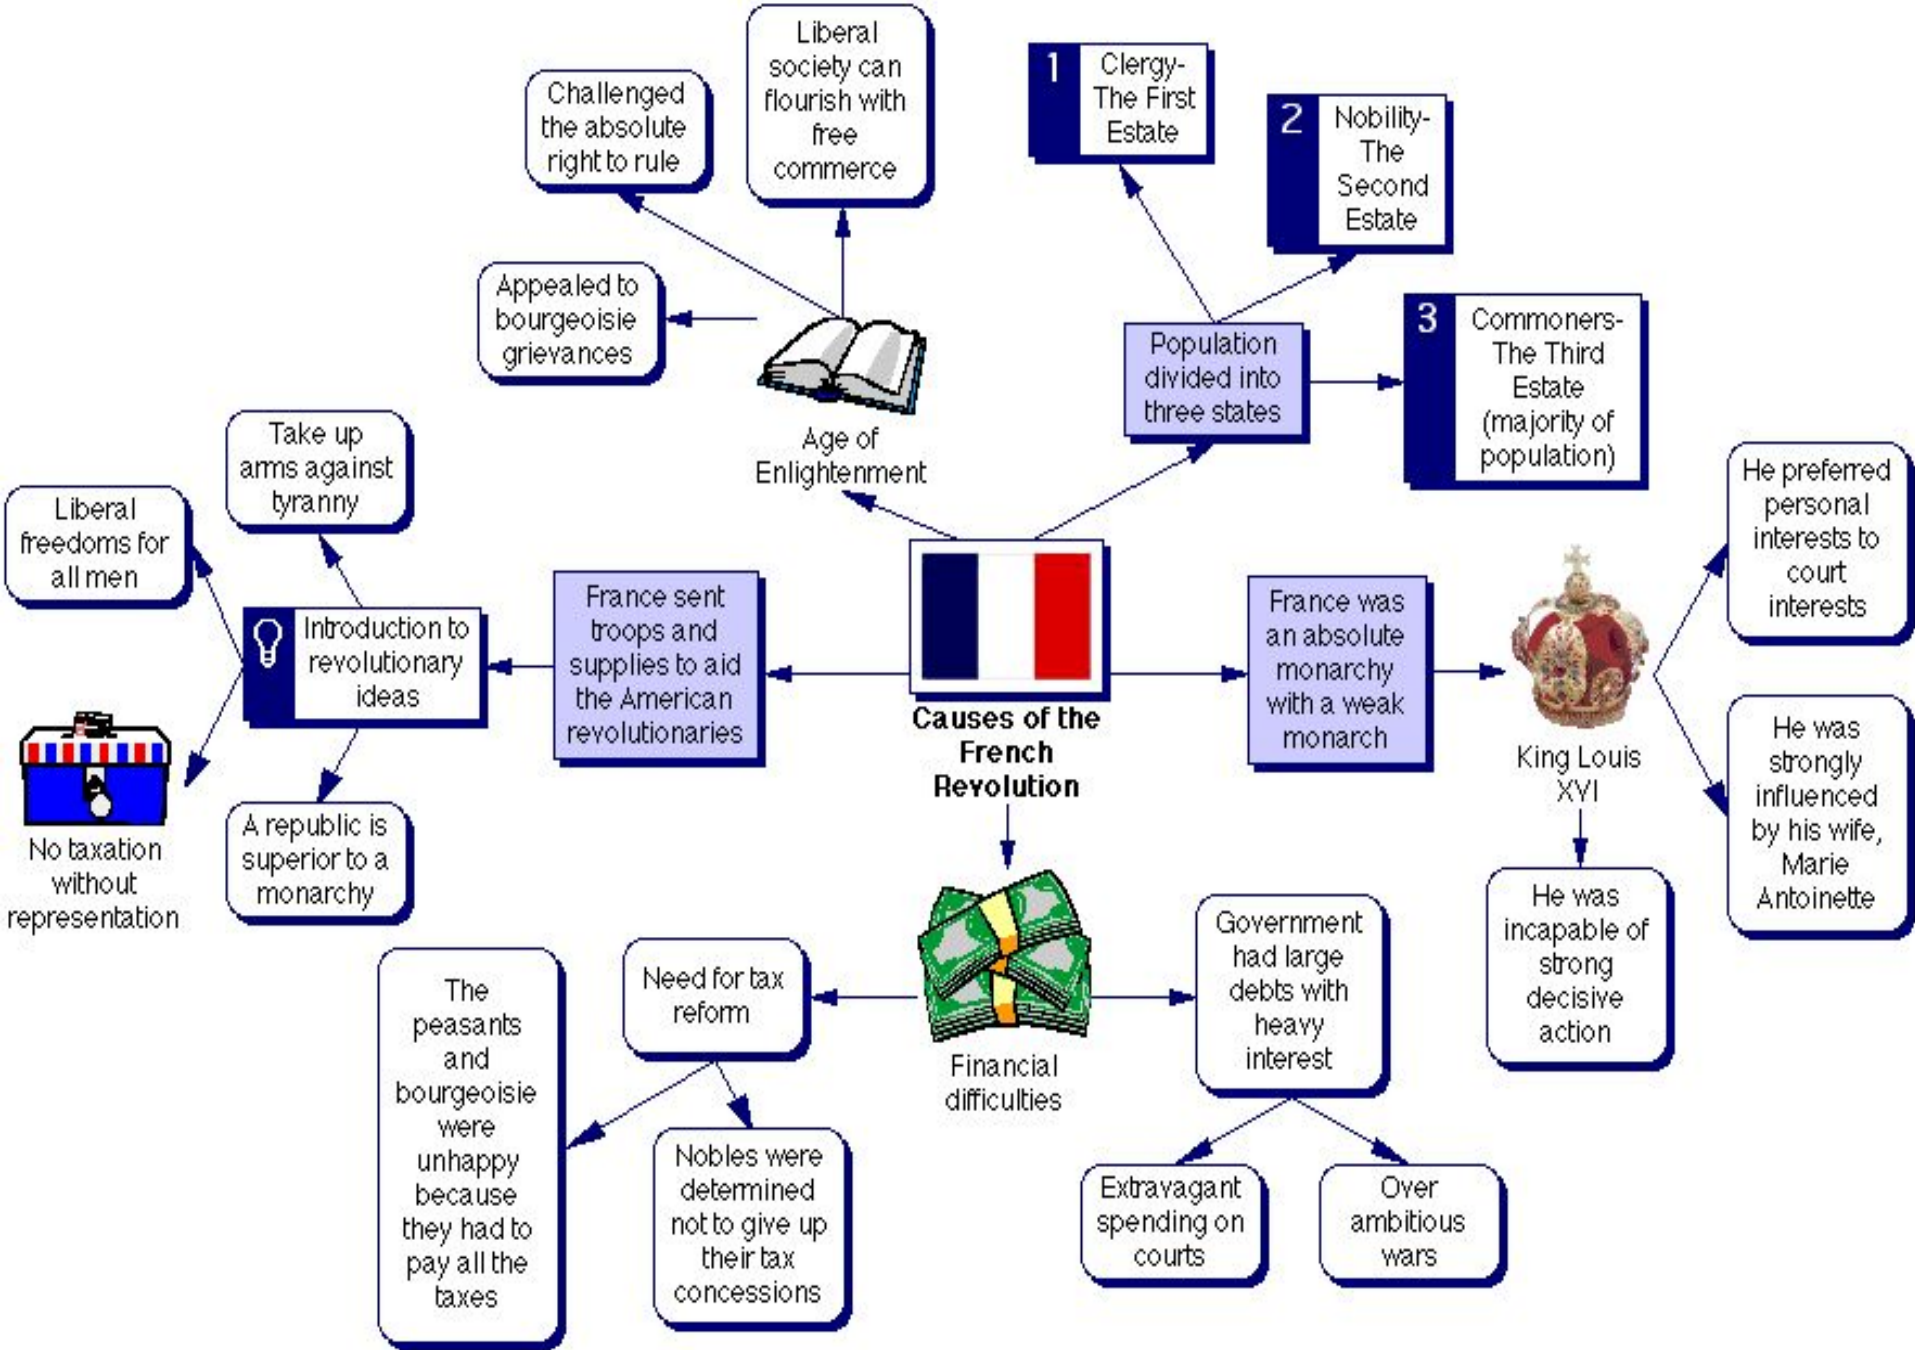 Liberal
society can
flourish with
free
commerce
Challenged
the absolute
right to rule
Appealed to
bourgeoisie
grievances
Age of
Enlightenment
1
Clergy-
The First
Estate
2
Nobility-
The
Second
Estate
3
Commoners-
The Third
Estate
(majority of
population)
Population
divided into
three states
Take up
arms against
tyranny
Liberal
freedoms for
all men
Introduction to
revolutionary
ideas
No taxation
without
representation
A republic is
superior to a
monarchy
France sent
troops and
supplies to aid
the American
revolutionaries
Causes of the
French
Revolution
France was
an absolute
monarchy
with a weak
monarch
King Louis
XVI
He preferred
personal
interests to
court
interests
He was
strongly
influenced
by his wife,
Marie
Antoinette
He was
incapable of
strong
decisive
action
Financial
difficulties
Need for tax
reform
The
peasants
and
bourgeoisie
were
unhappy
because
they had to
pay all the
taxes
Nobles were
determined
not to give up
their tax
concessions
Government
had large
debts with
heavy
interest
Extravagant
spending on
courts
Over
ambitious
wars